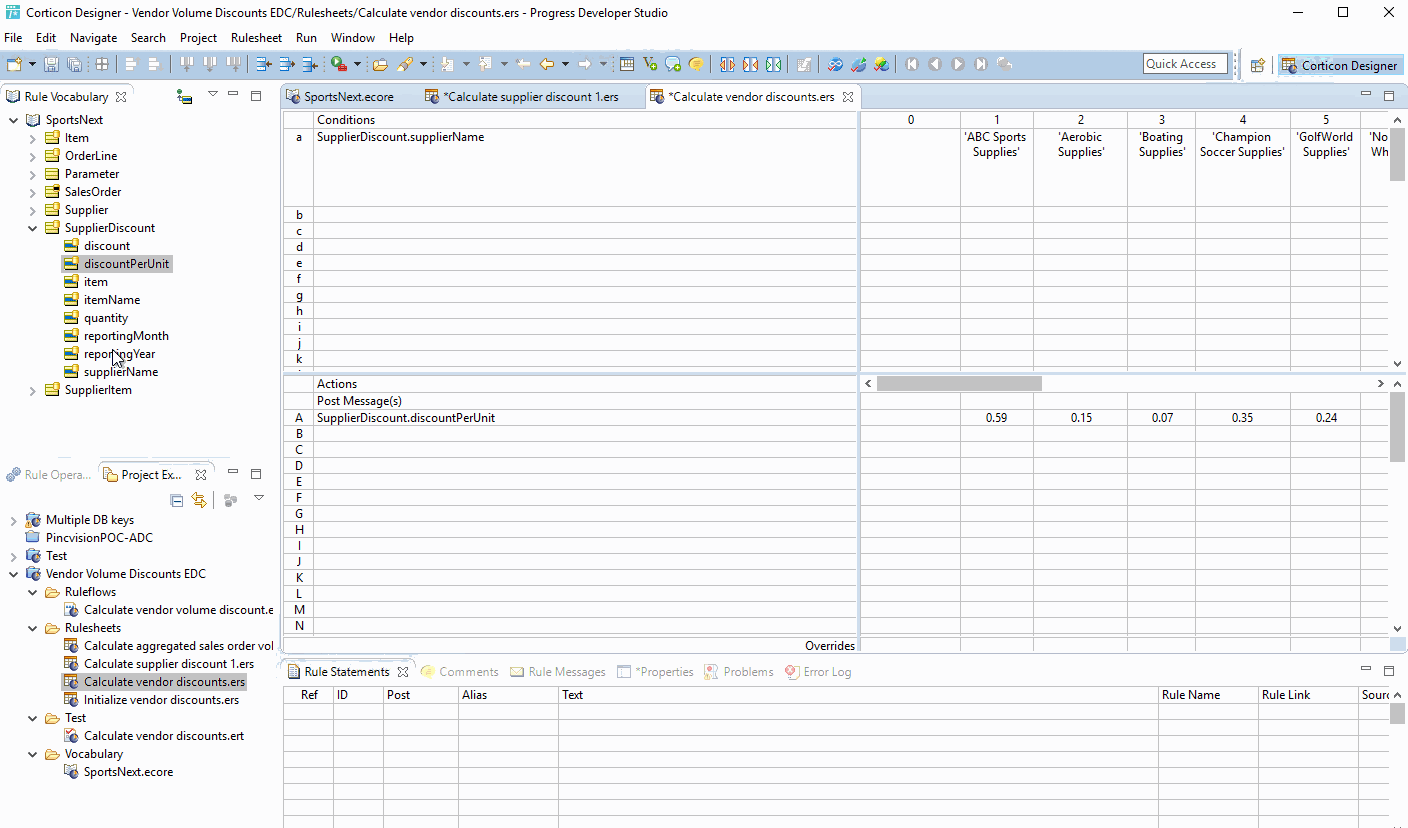 Corticon Designer - Vendor Volume Discounts EDC/Rulesheets/Calculate vendor discounts.ers - Progress Developer Studio
File Edit Navigate Search Project Rulesheet Run Window Help
Quick Access Corticon Designer
Rule Vocabulary
SportsNext
Item
OrderLine
Parameter
SalesOrder
Supplier
SupplierDiscount
discount
discountPerUnit
item
itemName
quantity
reportingMonth
reportingYear
supplierName
SupplierItem
Rule Opera... Project Ex...
Multiple DB keys
PincvisionPOC-ADC
Test
Vendor Volume Discounts EDC
Ruleflows
Calculate vendor volume discount.e
Rulesheets
Calculate aggregated sales order vol
Calculate supplier discount 1.ers
Calculate vendor discounts.ers
Initialize vendor discounts.ers
Test
Calculate vendor discounts.ert
Vocabulary
SportsNext.ecore
SportsNext.ecore *Calculate supplier discount 1.ers *Calculate vendor discounts.ers
Conditions 0 1 2 3 4 5
a SupplierDiscount.supplierName 'ABC Sports 'Aerobic 'Boating 'Champion 'GolfWorld 'No
Supplies' Supplies' Supplies' Soccer Supplies' Supplies' Wh
b
c
d
e
f
g
h
i
j
k
Actions
Post Message(s)
A SupplierDiscount.discountPerUnit 0.59 0.15 0.07 0.35 0.24
B
C
D
E
F
G
H
I
J
K
L
M
N
Overrides
Rule Statements Comments Rule Messages *Properties Problems Error Log
Ref ID Post Alias Text Rule Name Rule Link Sourc